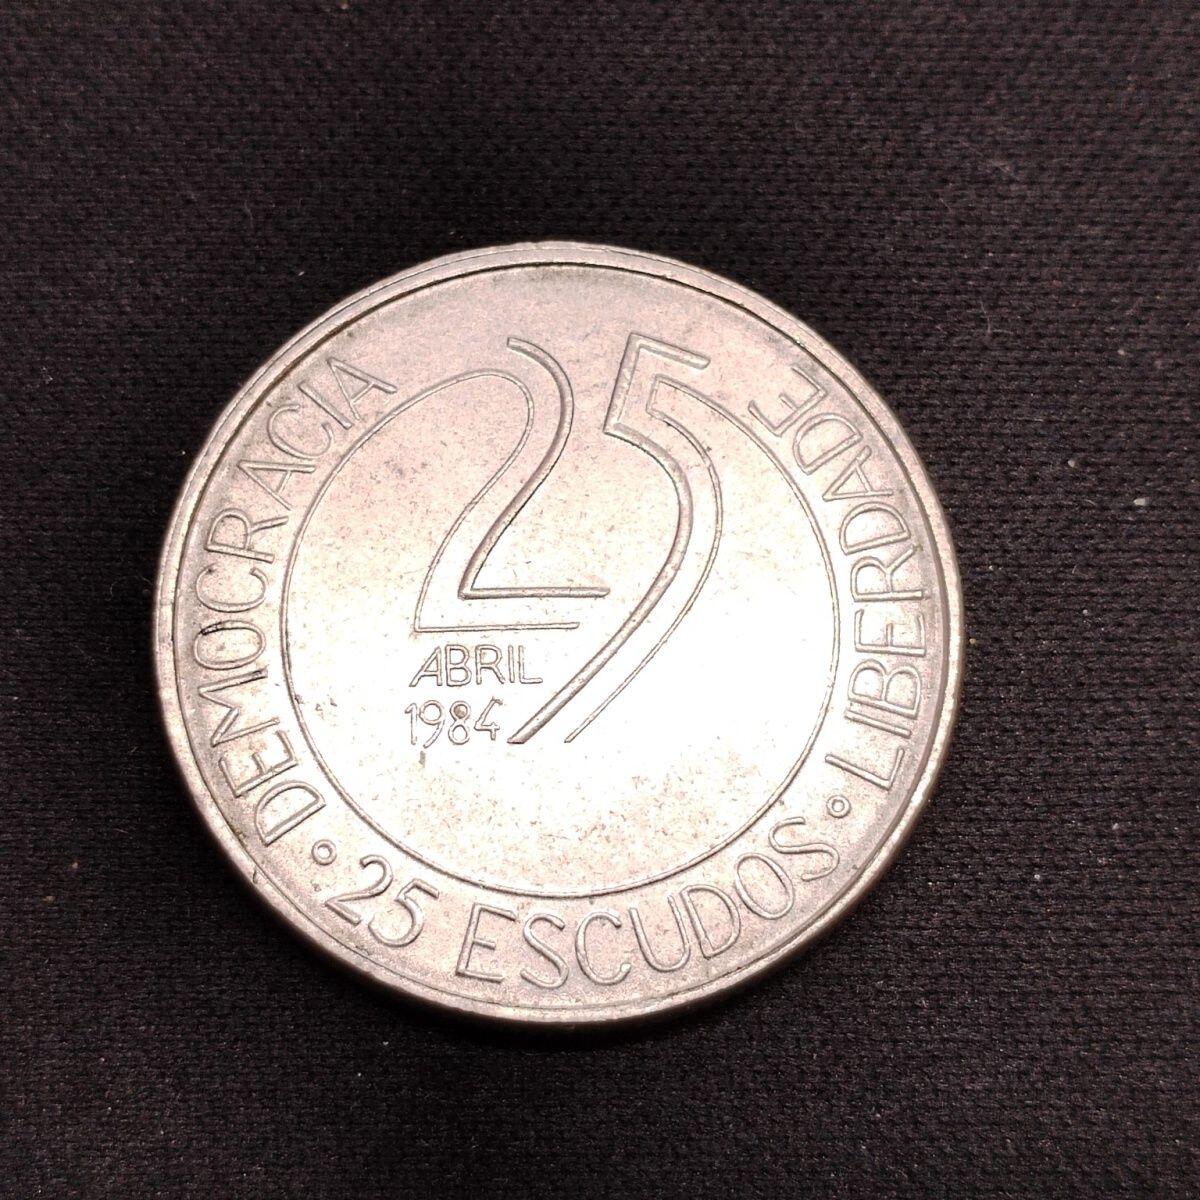 25
ABRIL
1984
DEMOCRACIA
LIBERDADE
25 ESCUDOS